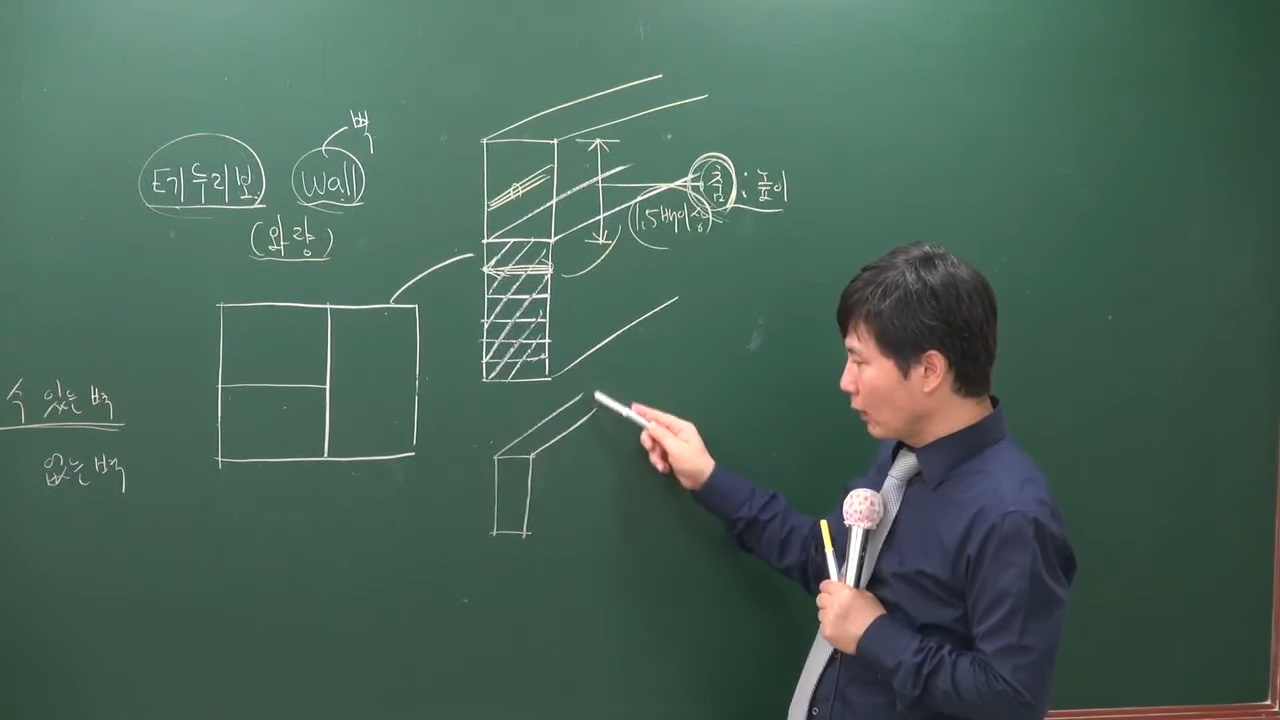 벽
테두리보 Wall
(와량)
춤 : 높이
(1.5배이상)
수 있는 벽
없는 벽